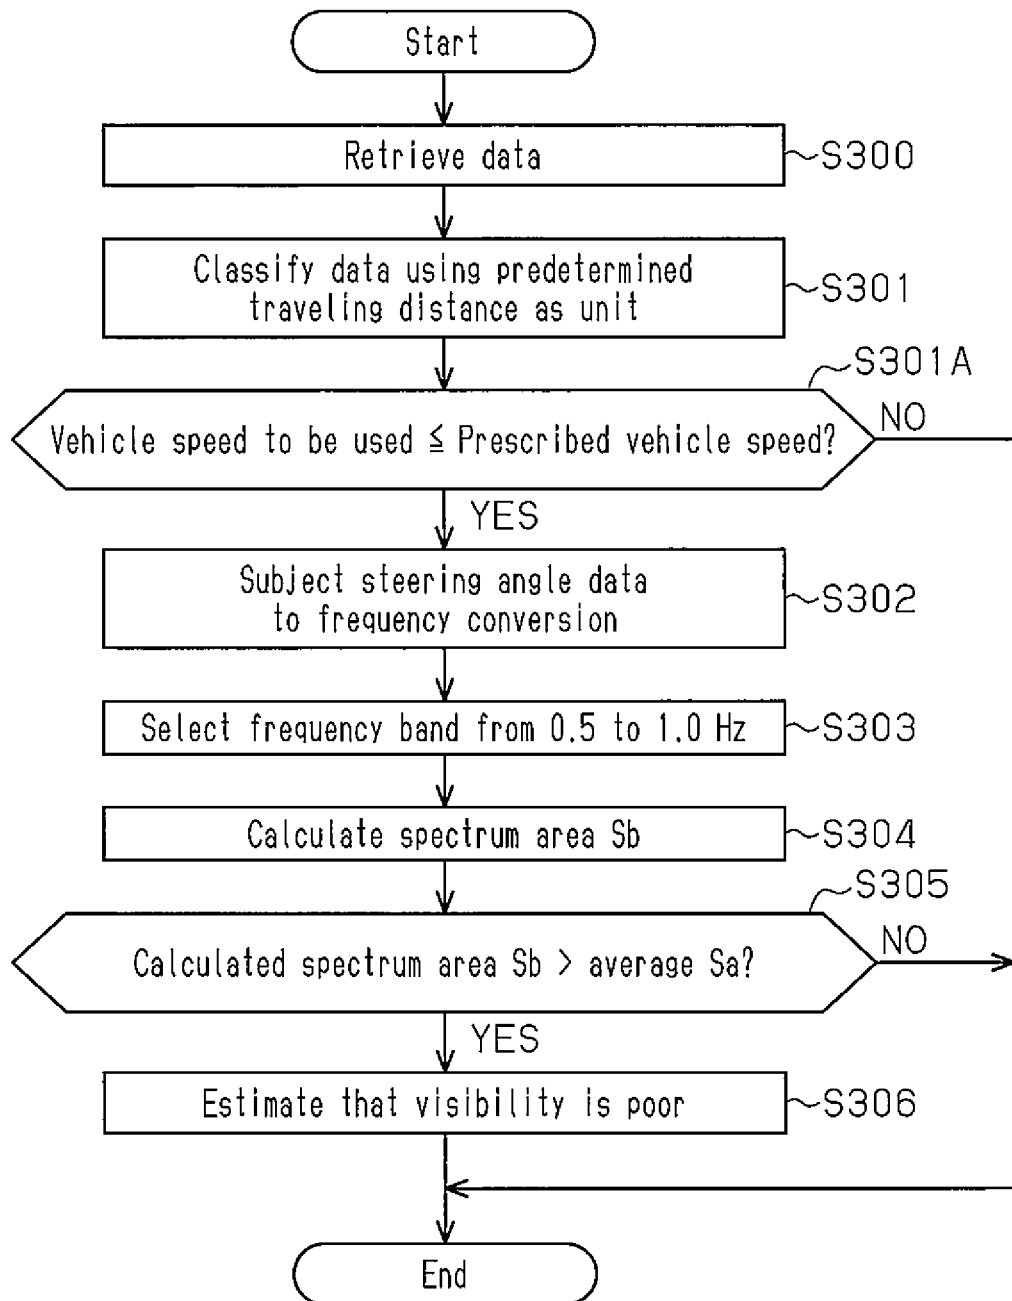 Start
Retrieve data
S300
Classify data using predetermined
traveling distance as unit
S301
S301A
Vehicle speed to be used ≦ Prescribed vehicle speed?
NO
YES
Subject steering angle data
to frequency conversion
S302
Select frequency band from 0.5 to 1.0 Hz
S303
Calculate spectrum area Sb
S304
S305
Calculated spectrum area Sb > average Sa?
NO
YES
Estimate that visibility is poor
S306
End